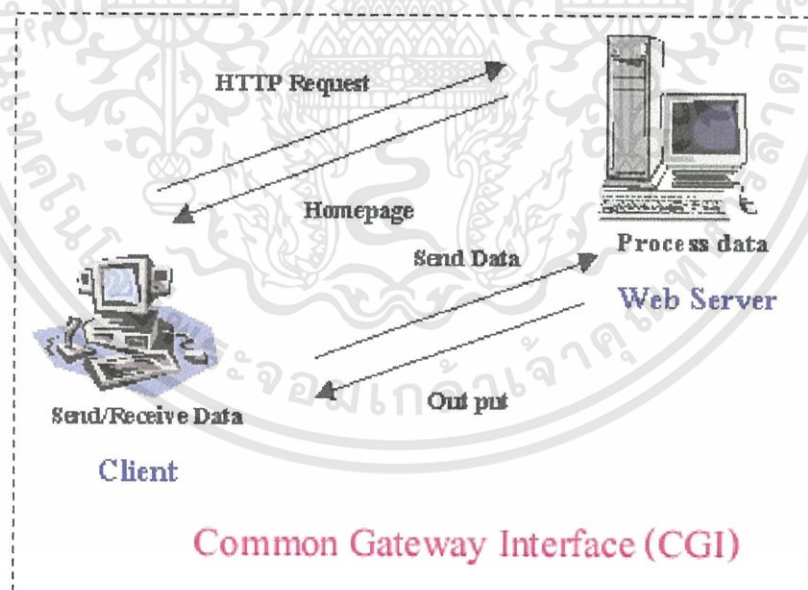 HTTP Request
Homepage
Send Data
Process data
Web Server
Out put
Send/Receive Data
Client
Common Gateway Interface (CGI)